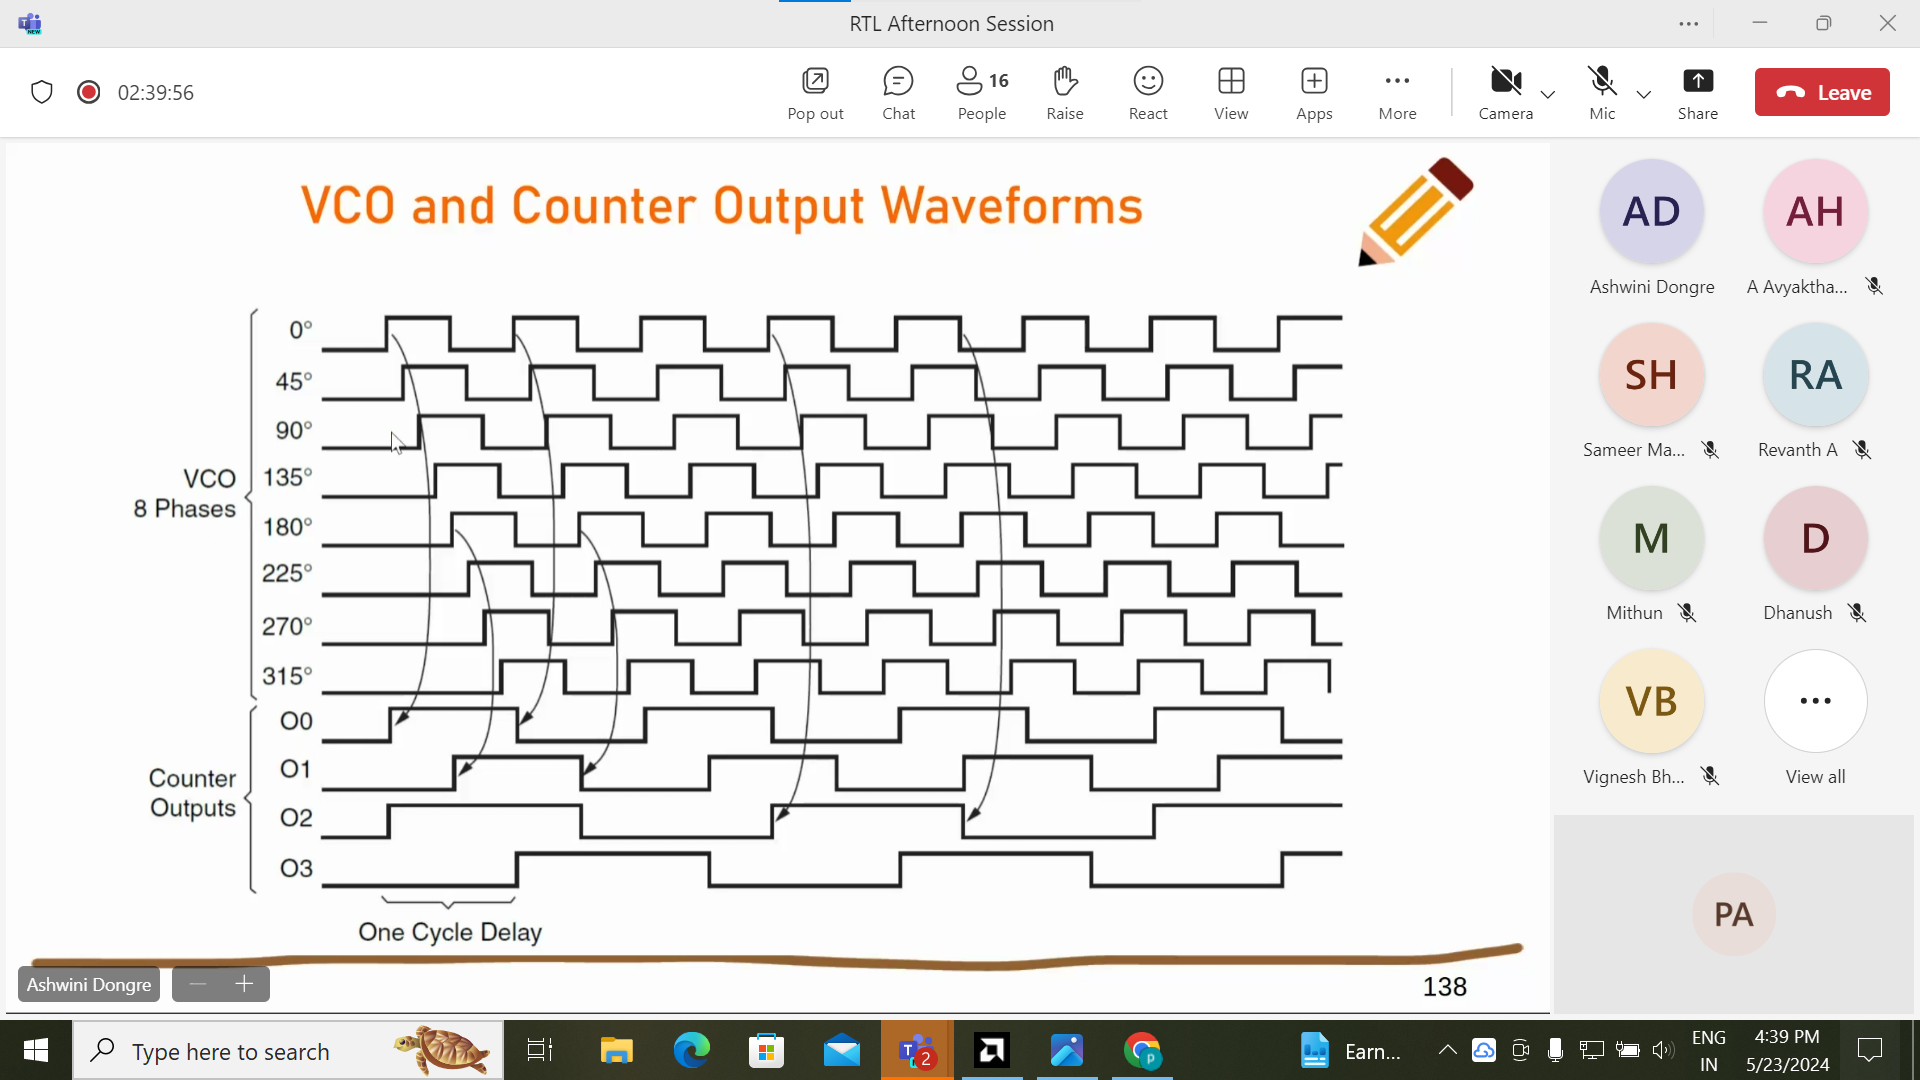 RTL Afternoon Session
02:39:56
Pop out
Chat
16
People
Raise
React
View
Apps
More
Camera
Mic
Share
Leave
VCO and Counter Output Waveforms
VCO
8 Phases
0°
45°
90°
135°
180°
225°
270°
315°
Counter
Outputs
O0
O1
O2
O3
One Cycle Delay
138
Ashwini Dongre
AD
Ashwini Dongre
AH
A Avyaktha...
SH
Sameer Ma...
RA
Revanth A
M
Mithun
D
Dhanush
VB
Vignesh Bh...
View all
PA
Type here to search
2
Earn...
ENG
IN
4:39 PM
5/23/2024